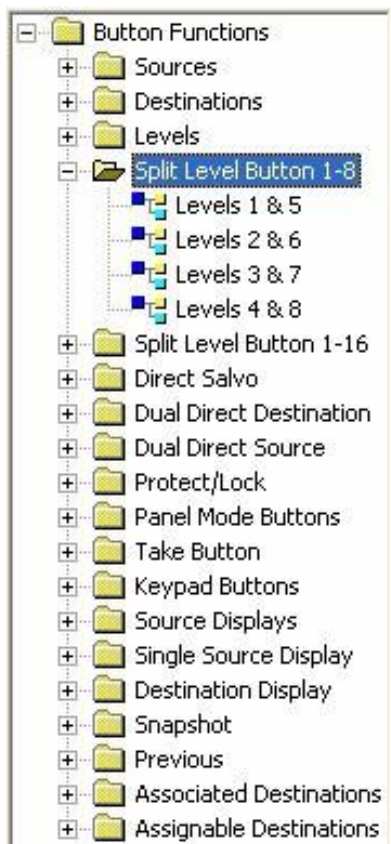 Button Functions
Sources
Destinations
Levels
Split Level Button 1-8
Levels 1 & 5
Levels 2 & 6
Levels 3 & 7
Levels 4 & 8
Split Level Button 1-16
Direct Salvo
Dual Direct Destination
Dual Direct Source
Protect/Lock
Panel Mode Buttons
Take Button
Keypad Buttons
Source Displays
Single Source Display
Destination Display
Snapshot
Previous
Associated Destinations
Assignable Destinations